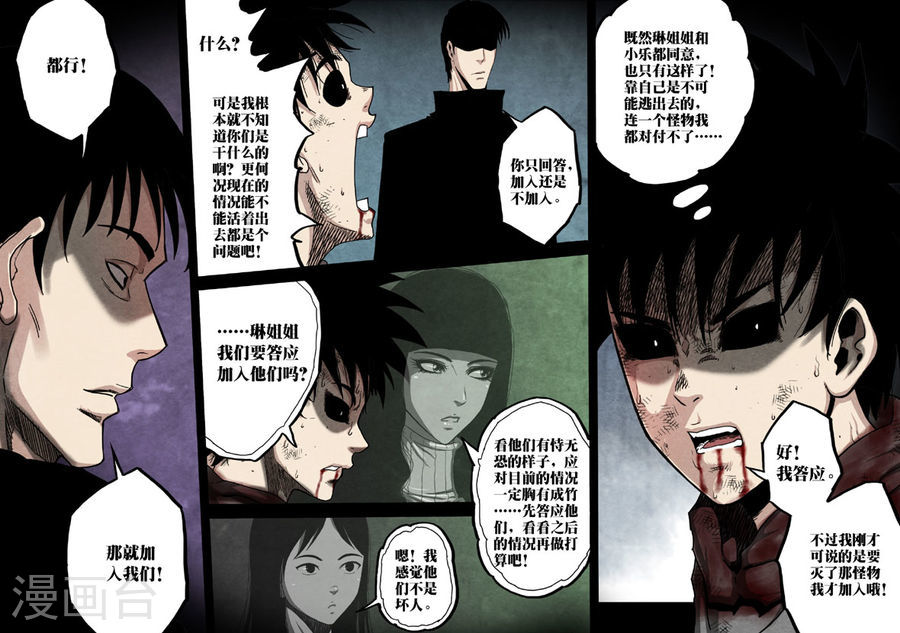 都行！
那就加
入我们！
什么？
可是我根
本就不知
道你们是
干什么的
啊？更何
况现在的
情况能不
能活着出
去都是个
问题吧！
你只回答，
加入还是
不加入。
……琳姐姐
我们要答应
加入他们吗？
看他们有恃无
恐的样子，应
对目前的情况
一定胸有成竹
……先答应他
们，看看之后
的情况再做打
算吧！
嗯！我
感觉他
们不是
坏人。
既然琳姐姐和
小乐都同意，
也只有这样了！
靠自己是不可
能逃出去的，
连一个怪物我
都对付不了……
好！
我答应。
不过我刚才
可说的是要
灭了那怪物
我才加入哦！
漫画台